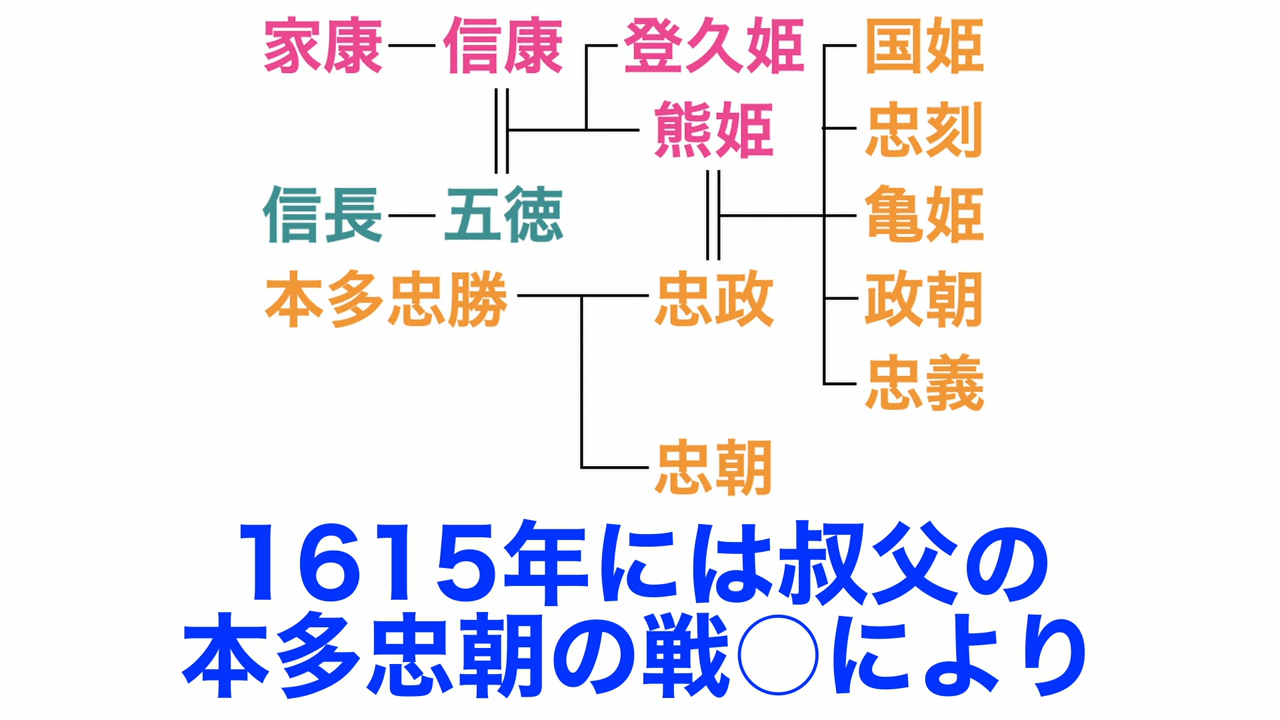 家康 信康 登久姫 国姫
熊姫 忠刻
信長 五徳 亀姫
本多忠勝 忠政 政朝
忠義
忠朝
1615年には叔父の
本多忠朝の戦◯により